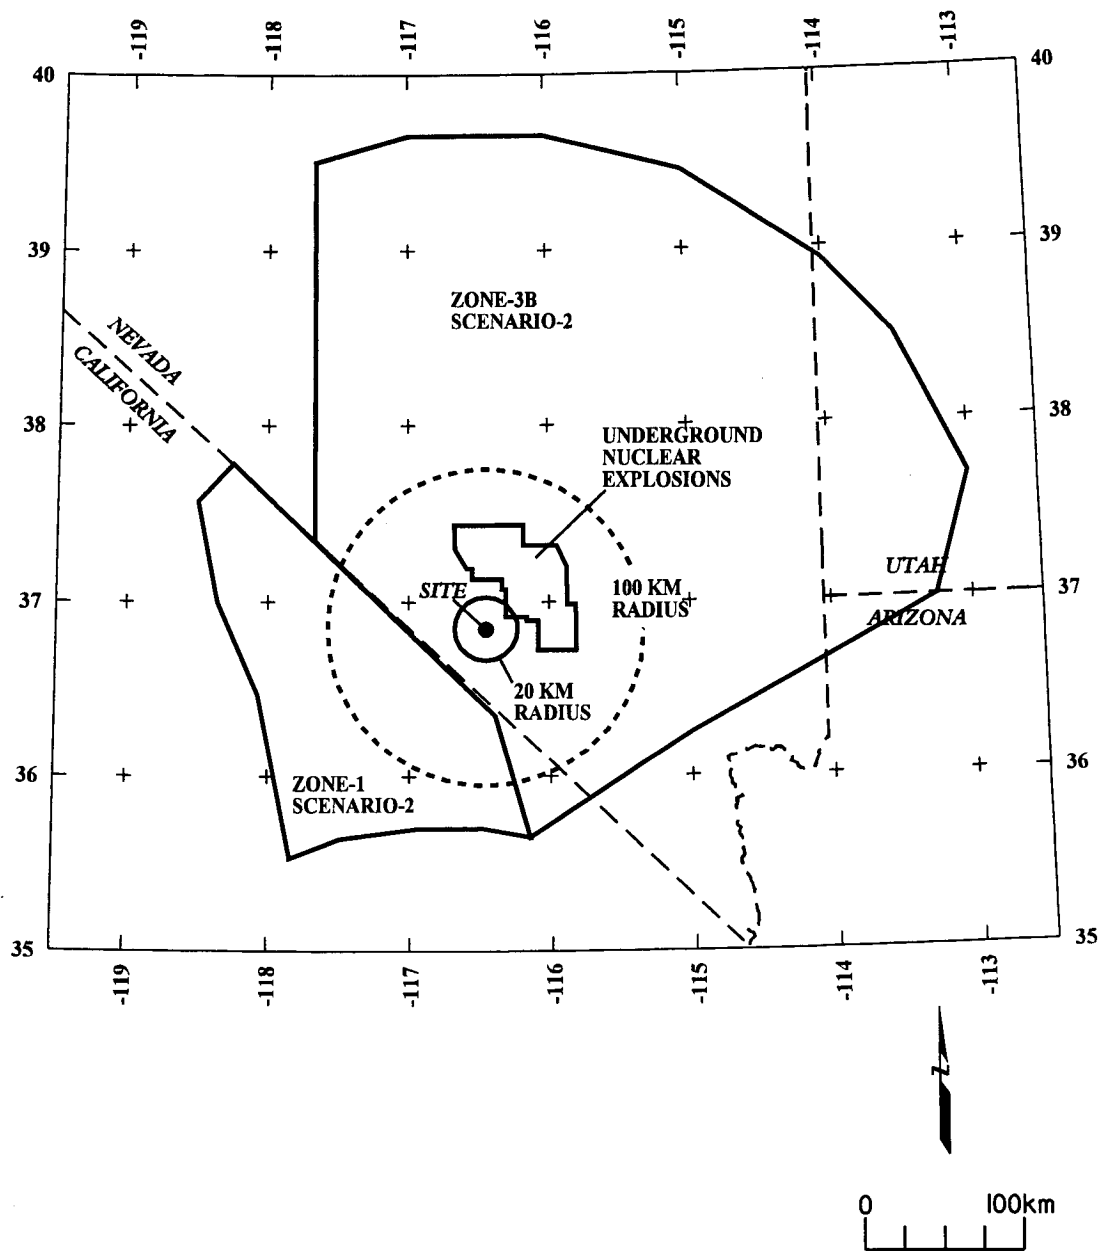 -119
-118
-117
-116
-115
-114
-113
40
40
39
39
ZONE-3B
SCENARIO-2
NEVADA
CALIFORNIA
38
38
UNDERGROUND
NUCLEAR
EXPLOSIONS
UTAH
SITE
100 KM
RADIUS
37
37
ARIZONA
20 KM
RADIUS
36
36
ZONE-1
SCENARIO-2
35
35
-119
-118
-117
-116
-115
-114
-113
N
0 100km